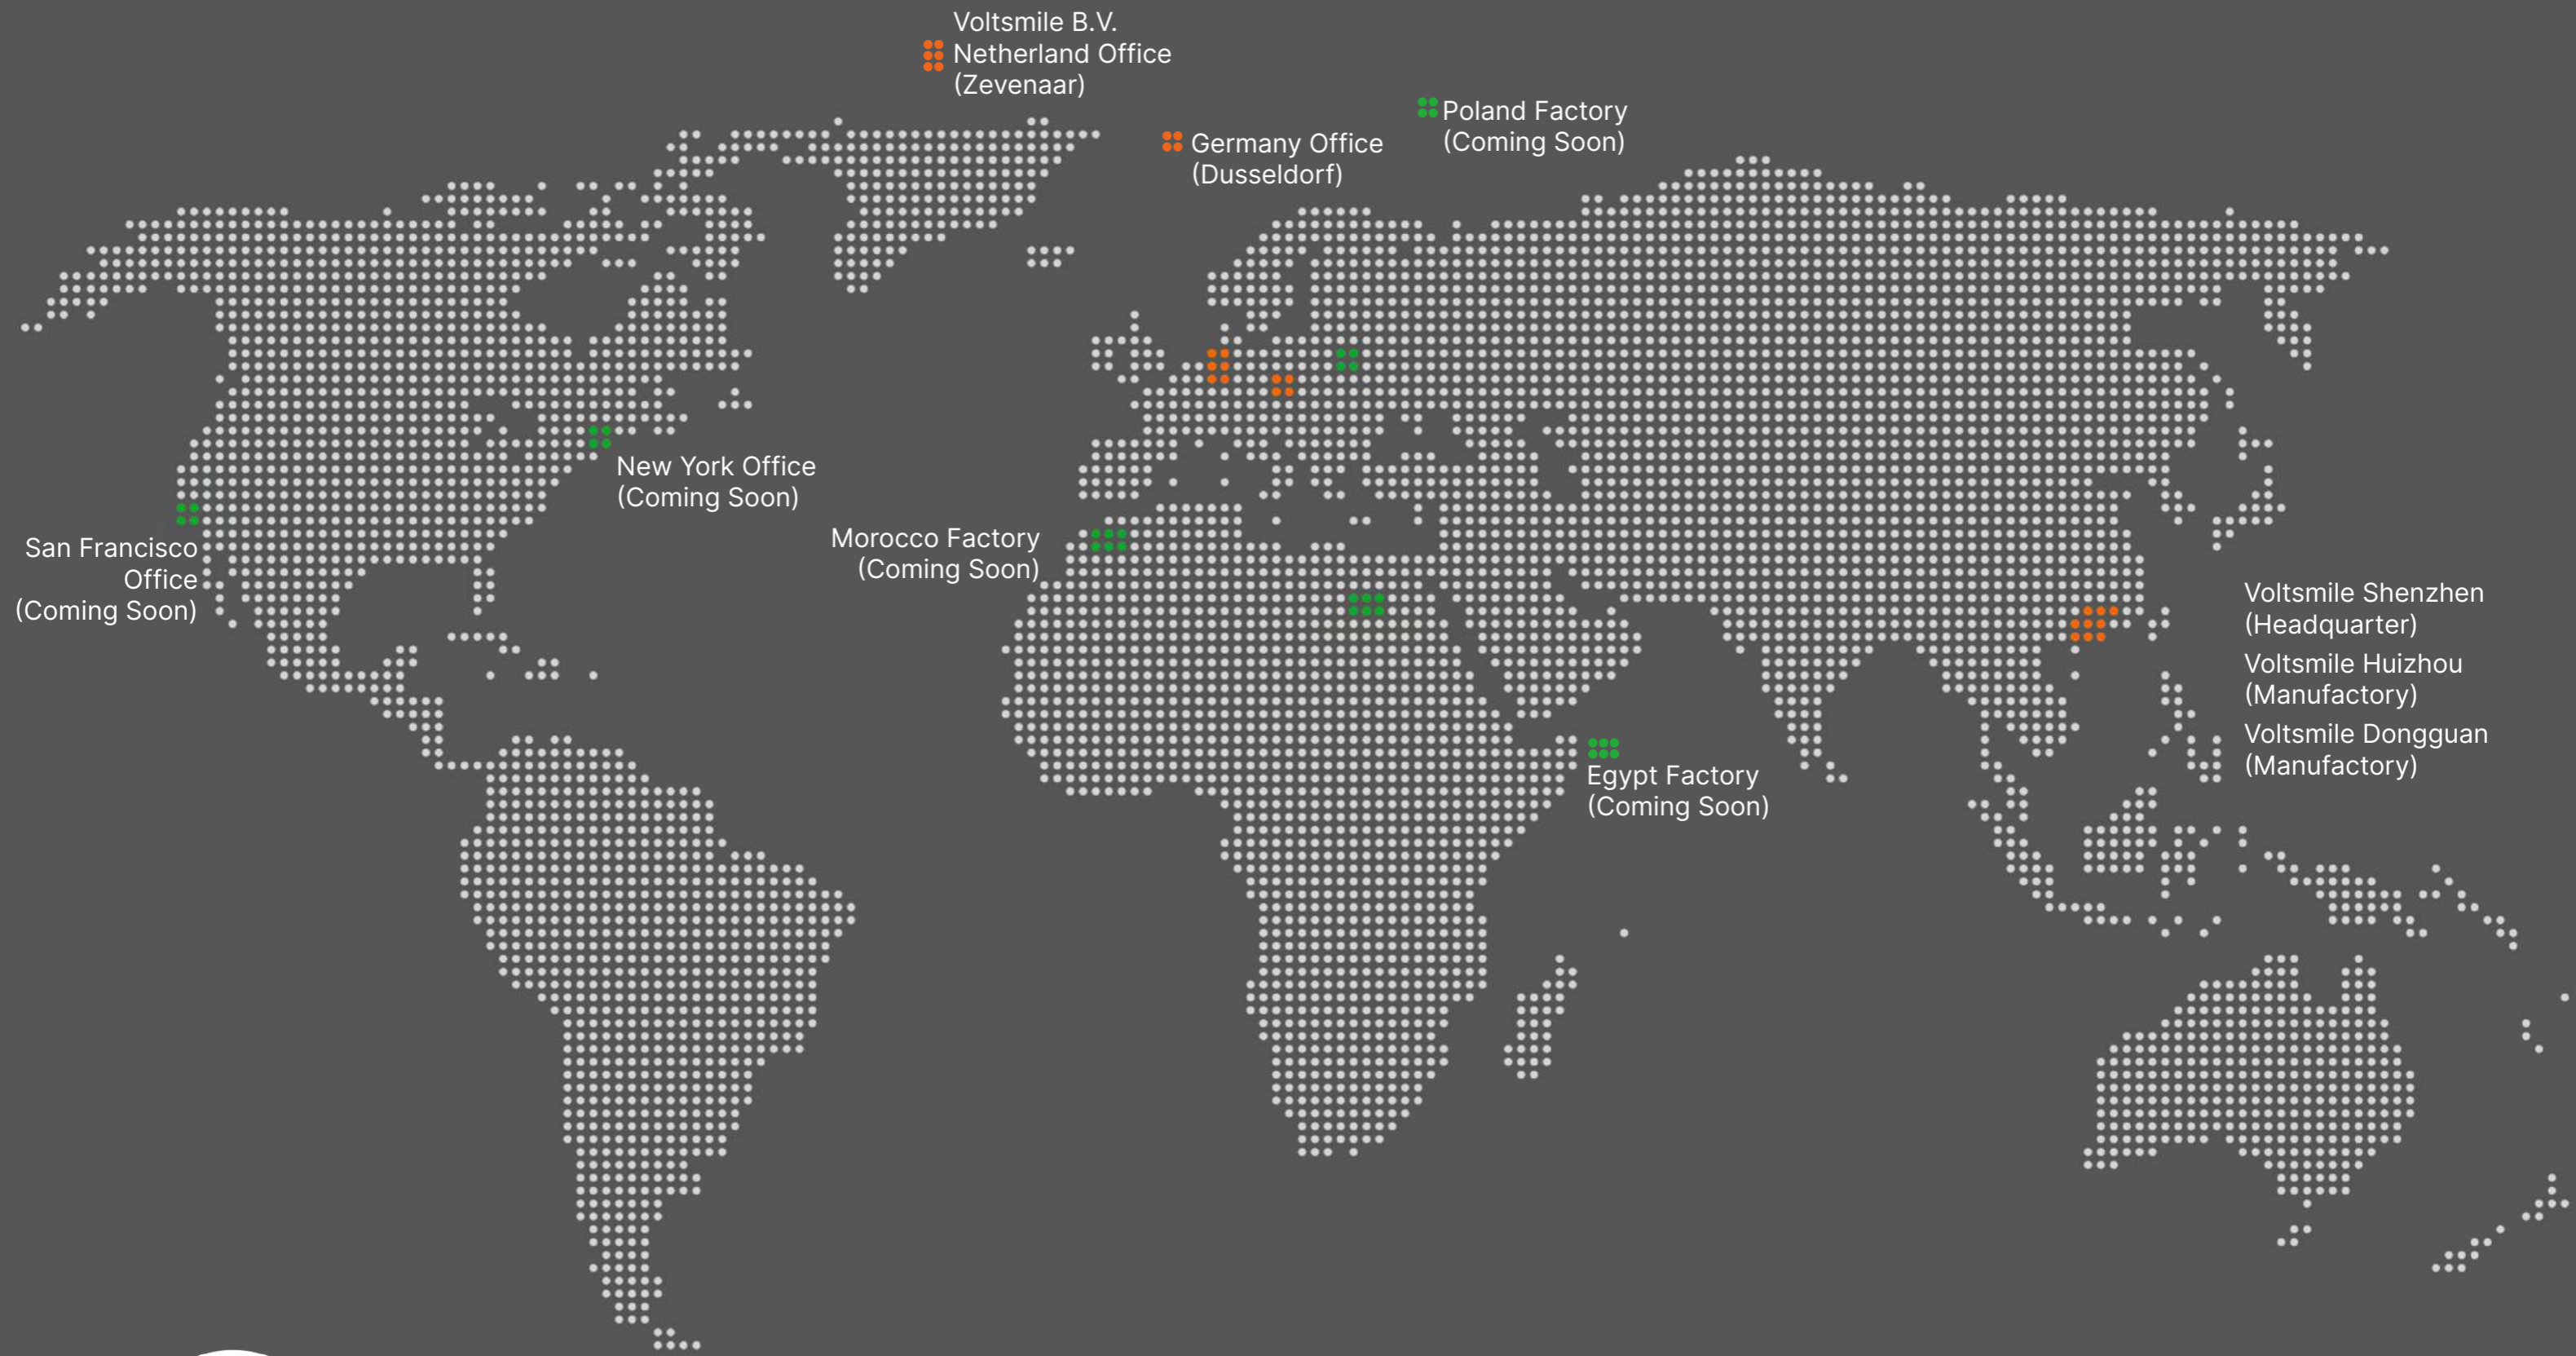 Voltsmile B.V.
Netherland Office
(Zevenaar)
Poland Factory
(Coming Soon)
Germany Office
(Dusseldorf)
New York Office
(Coming Soon)
San Francisco
Office
(Coming Soon)
Morocco Factory
(Coming Soon)
Voltsmile Shenzhen
(Headquarter)
Voltsmile Huizhou
(Manufactory)
Voltsmile Dongguan
(Manufactory)
Egypt Factory
(Coming Soon)